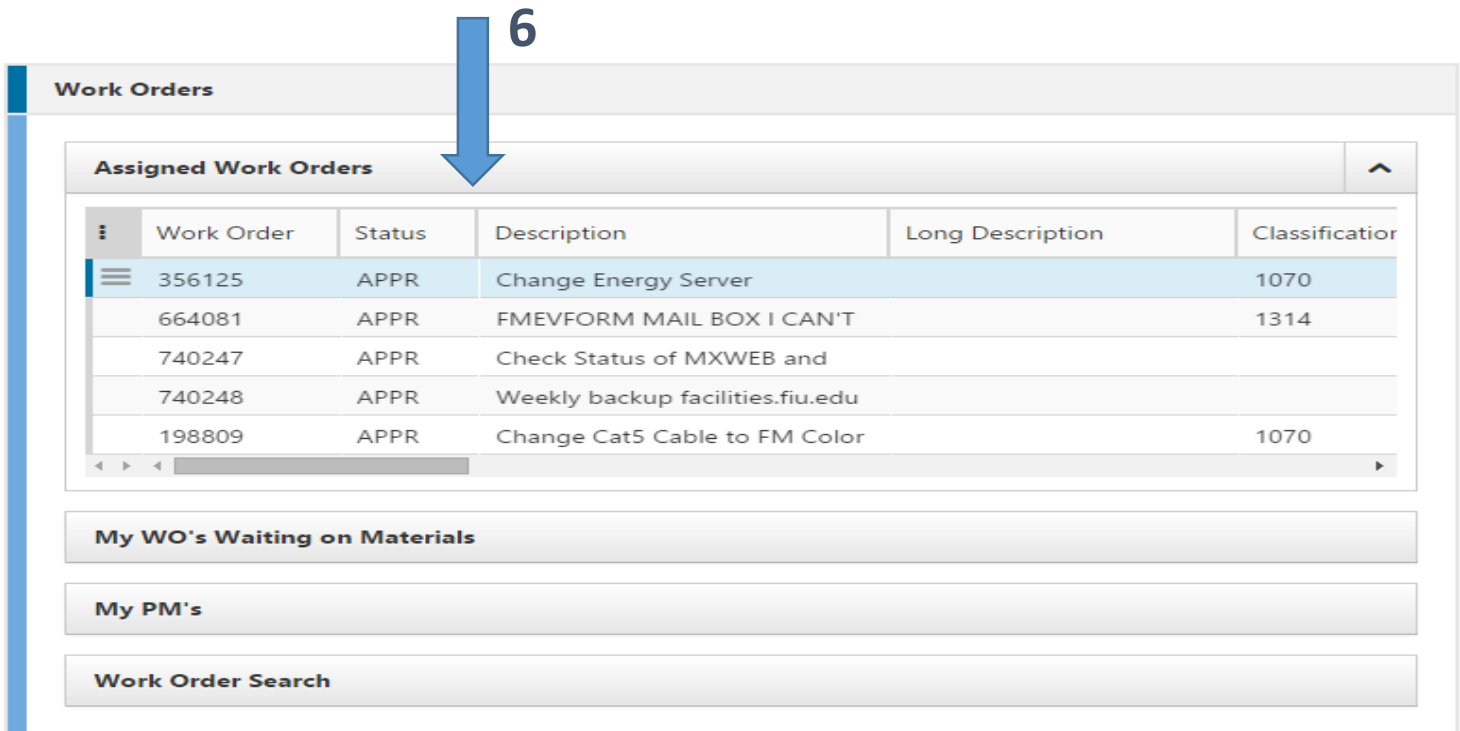 6
Work Orders
Assigned Work Orders
Work Order Status Description Long Description Classification
356125 APPR Change Energy Server 1070
664081 APPR FMEVFORM MAIL BOX I CAN'T 1314
740247 APPR Check Status of MXWEB and
740248 APPR Weekly backup facilities.fiu.edu
198809 APPR Change Cat5 Cable to FM Color 1070
My WO's Waiting on Materials
My PM's
Work Order Search